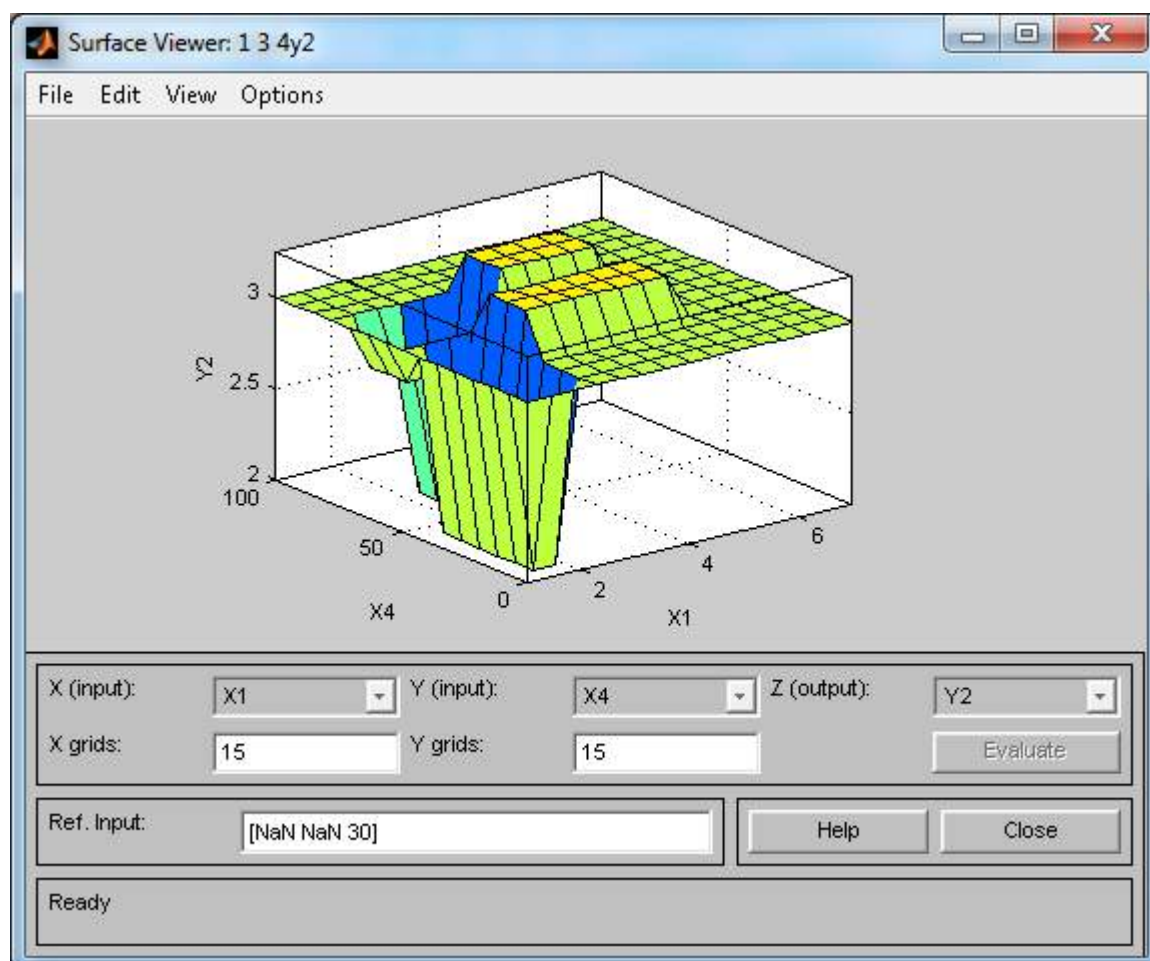 Surface Viewer: 1 3 4y2
File Edit View Options
3
2.5
2
Y2
100
50
0
X4
2
4
6
X1
X (input): X1 Y (input): X4 Z (output): Y2
X grids: 15 Y grids: 15 Evaluate
Ref. Input: [NaN NaN 30] Help Close
Ready